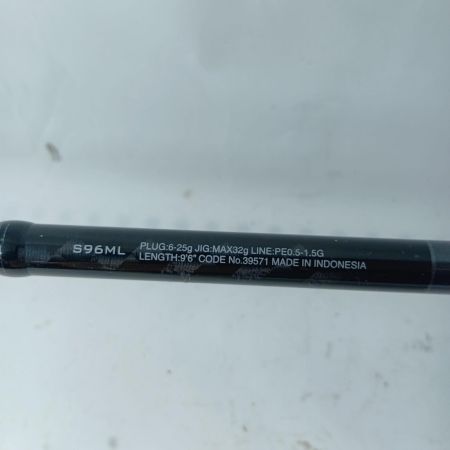 S96ML
PLUG:6-25g JIG:MAX32g LINE:PE0.5-1.5G
LENGTH:9'6" CODE No.39571 MADE IN INDONESIA